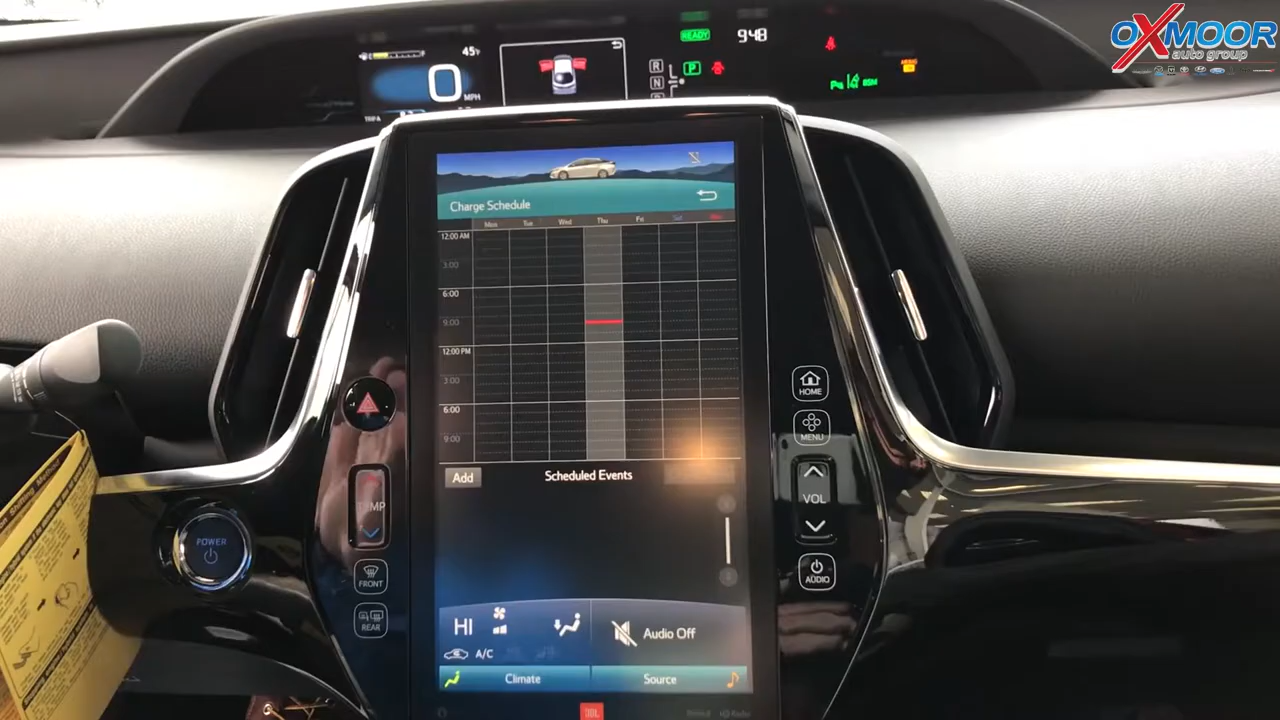 OXMOOR
auto group
45°F
READY
9:48
0
MPH
R
N
P
BSM
Charge Schedule
Mon Tue Wed Thu Fri Sat
12:00 AM
3:00
6:00
9:00
12:00 PM
3:00
6:00
9:00
Add
Scheduled Events
HOME
MENU
VOL
AUDIO
TEMP
FRONT
REAR
POWER
HI
A/C
Audio Off
Climate
Source
JBL